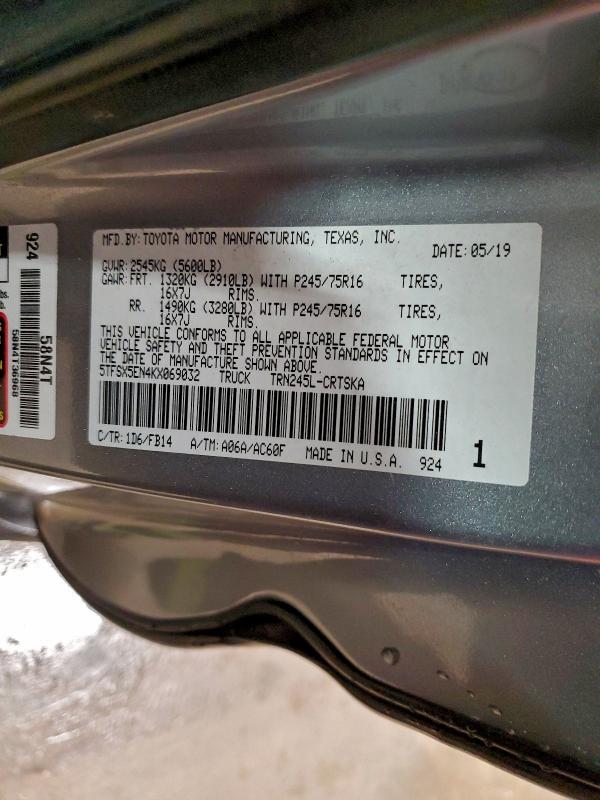 MFD.BY: TOYOTA MOTOR MANUFACTURING, TEXAS, INC.
DATE: 05/19
GVWR: 2545KG (5600LB)
GAWR: FRT. 1320KG (2910LB) WITH P245/75R16 TIRES,
16X7J RIMS.
RR. 1490KG (3280LB) WITH P245/75R16 TIRES,
16X7J RIMS.
THIS VEHICLE CONFORMS TO ALL APPLICABLE FEDERAL MOTOR
VEHICLE SAFETY AND THEFT PREVENTION STANDARDS IN EFFECT ON
THE DATE OF MANUFACTURE SHOWN ABOVE.
5TFSX5EN4KX069032 TRUCK TRN245L-CRTSKA
C/TR: 1D6/FB14 A/TM: A06A/AC60F MADE IN U.S.A. 924 1
924
58N4T